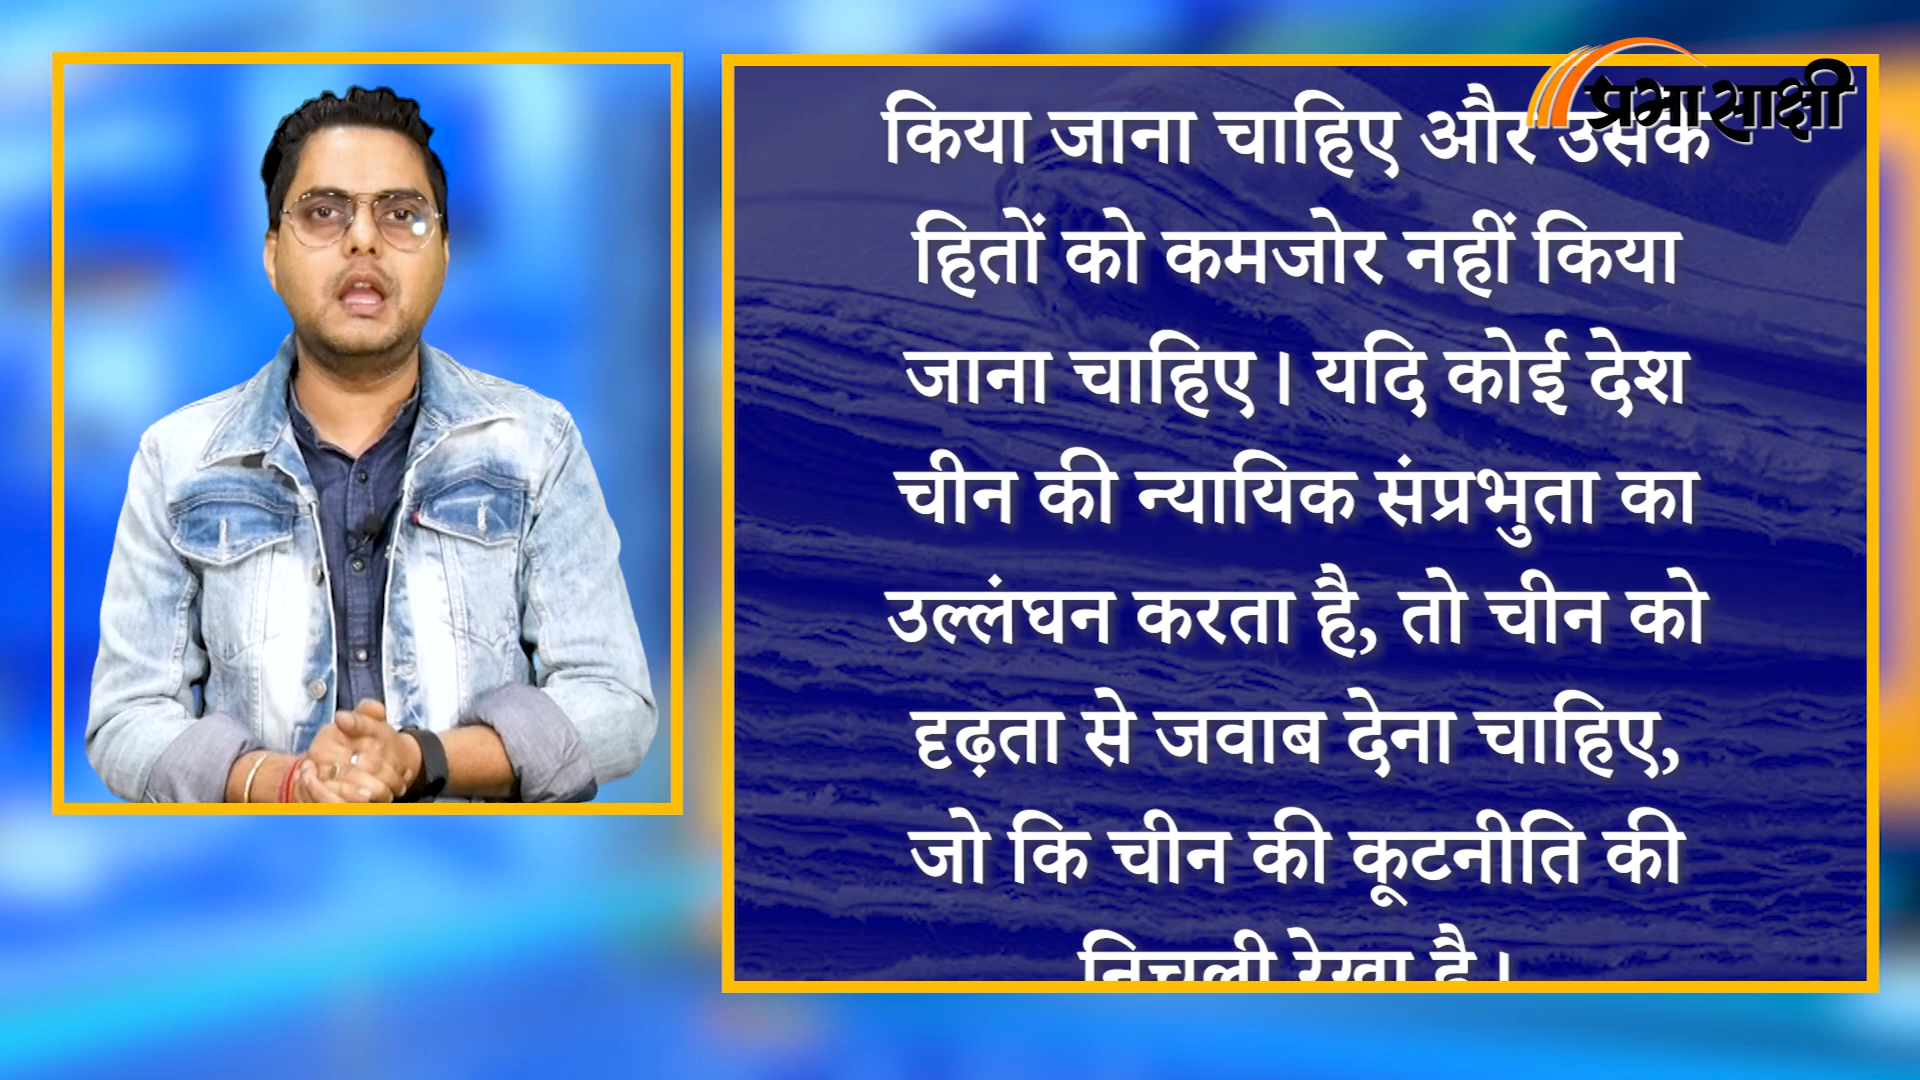 प्रभासाक्षी
किया जाना चाहिए और उसके
हितों को कमजोर नहीं किया
जाना चाहिए। यदि कोई देश
चीन की न्यायिक संप्रभुता का
उल्लंघन करता है, तो चीन को
दृढ़ता से जवाब देना चाहिए,
जो कि चीन की कूटनीति की
निचली रेखा है।